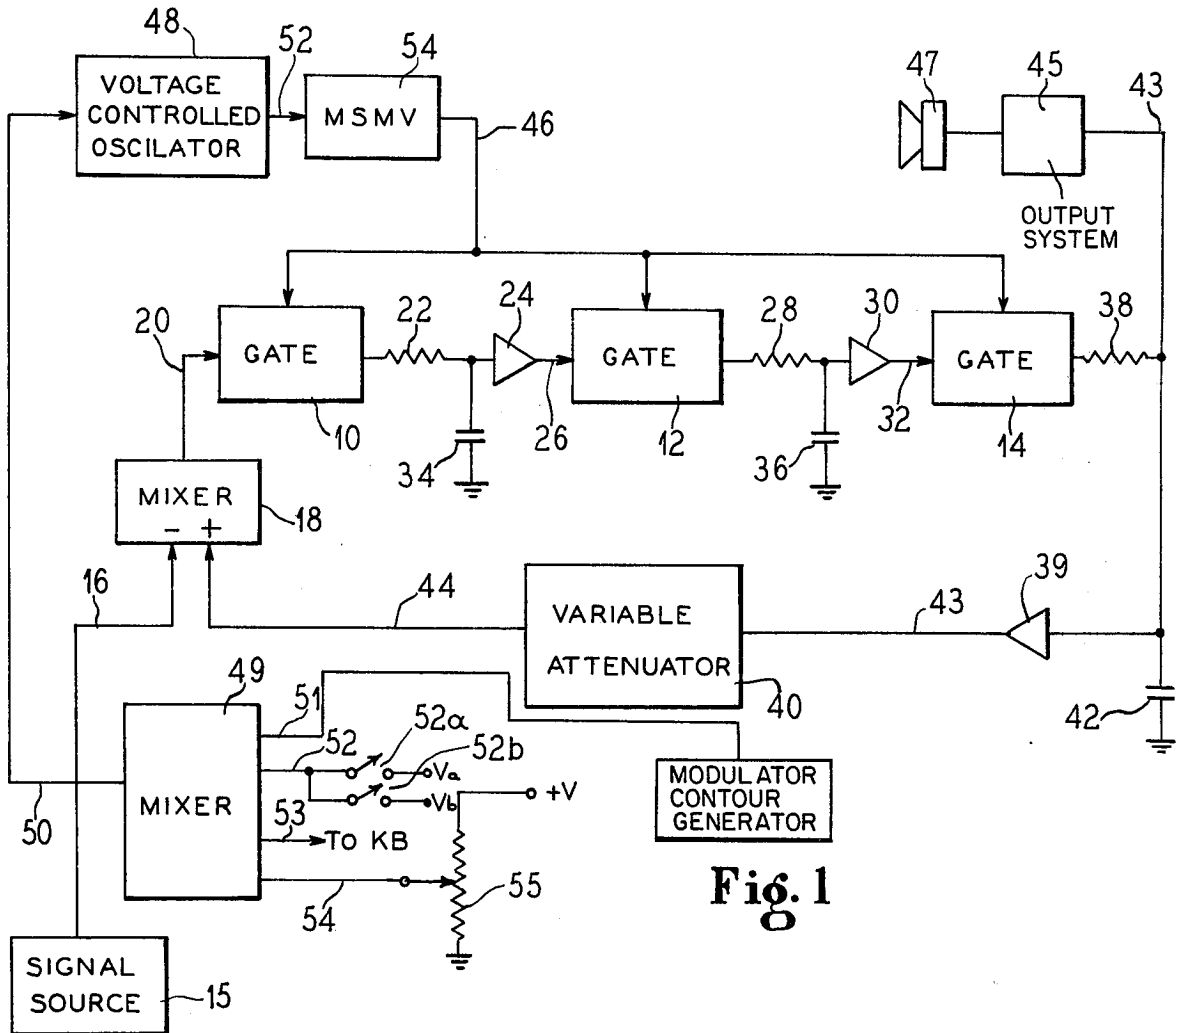 48
52
54
47
45
43
VOLTAGE
CONTROLLED
OSCILATOR
MSMV
46
OUTPUT
SYSTEM
20
22
24
28
30
38
GATE
GATE
GATE
10
34
26
12
36
32
14
MIXER
- +
18
16
44
43
39
VARIABLE
ATTENUATOR
40
42
49
51
52
52a
52b
Va
Vb
+V
MIXER
53
To KB
54
55
50
MODULATOR
CONTOUR
GENERATOR
Fig. 1
SIGNAL
SOURCE
15